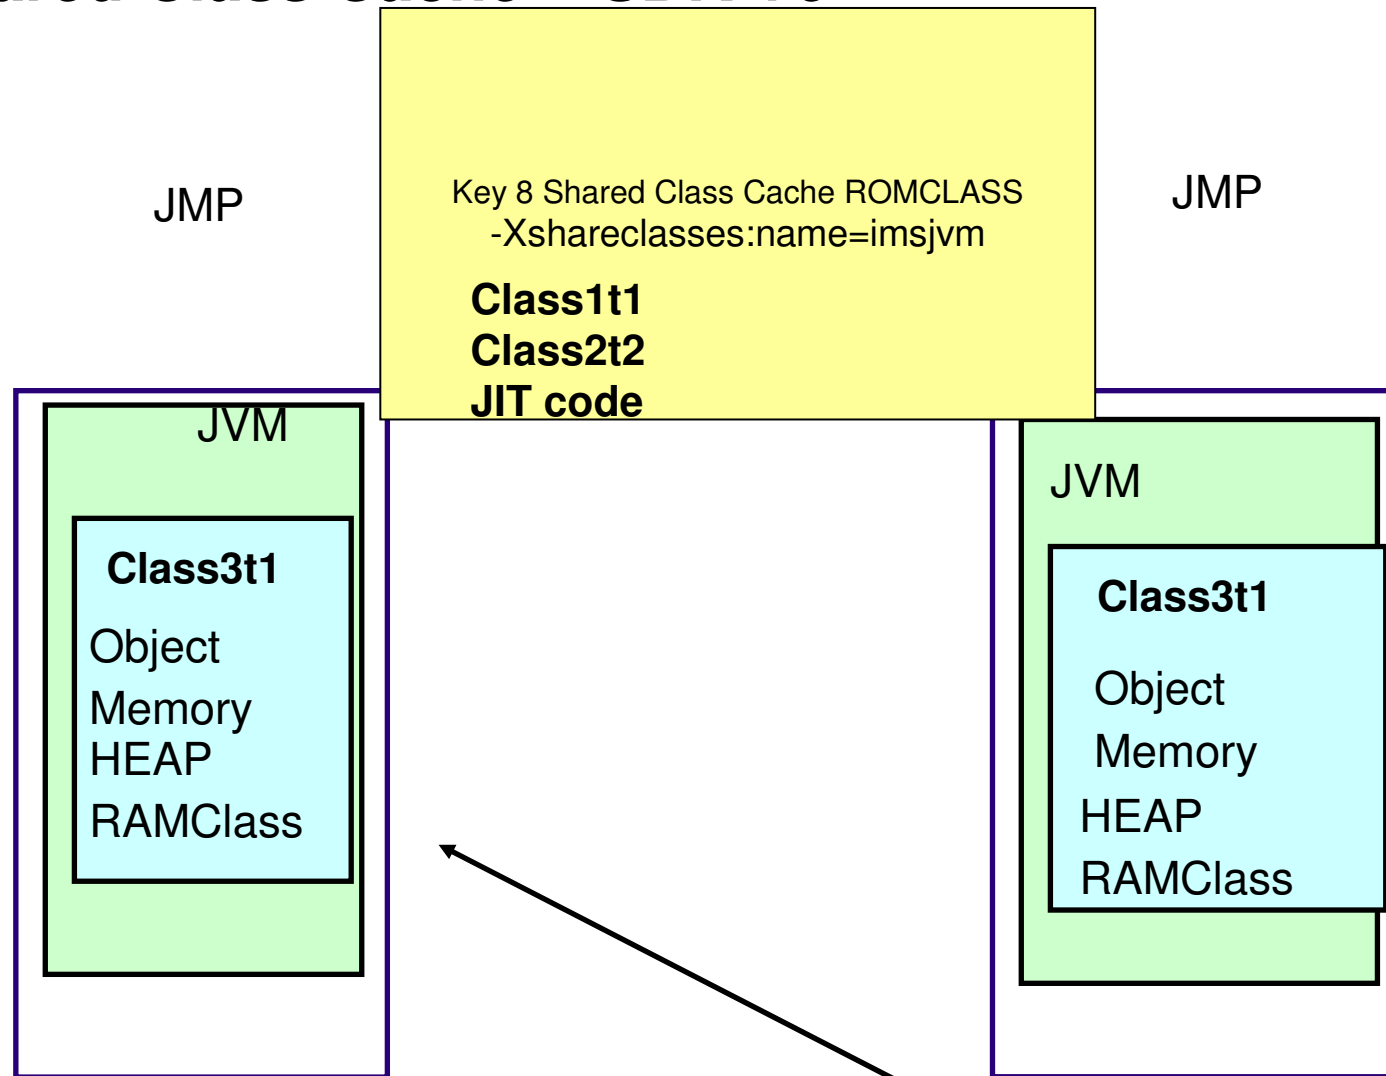 Key 8 Shared Class Cache ROMCLASS
-Xshareclasses:name=imsjvm
Class1t1
Class2t2
JIT code
JMP
JVM
Class3t1
Object
Memory
HEAP
RAMClass
JMP
JVM
Class3t1
Object
Memory
HEAP
RAMClass